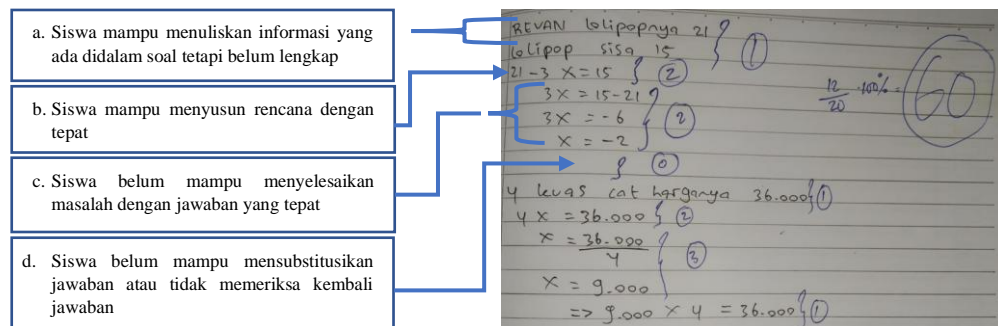 a. Siswa mampu menuliskan informasi yang
ada didalam soal tetapi belum lengkap
b. Siswa mampu menyusun rencana dengan
tepat
c. Siswa belum mampu menyelesaikan
masalah dengan jawaban yang tepat
d. Siswa belum mampu mensubstitusikan
jawaban atau tidak memeriksa kembali
jawaban
REVAN lolipopnya 21 } 1
lolipop sisa 15
21-3 X = 15 } 2
3X = 15-21
3X = -6 } 2
X = -2
} 0
12/20 . 100% = 60
4 kuas cat harganya 36.000 } 1
4 X = 36.000 } 2
X = 36.000/4 } 3
X = 9.000
=> 9.000 X 4 = 36.000 } 1